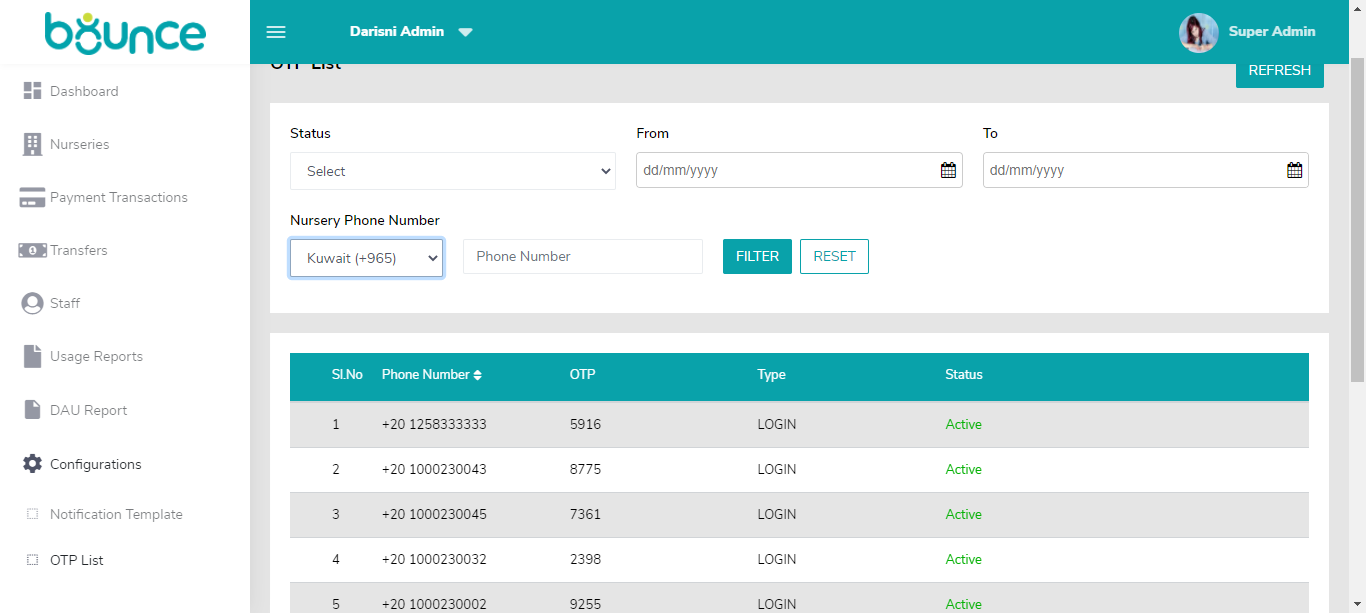 bounce
Darisni Admin
Super Admin
Dashboard
Nurseries
Payment Transactions
Transfers
Staff
Usage Reports
DAU Report
Configurations
Notification Template
OTP List
OTP List
REFRESH
Status From To
Select dd/mm/yyyy dd/mm/yyyy
Nursery Phone Number
Kuwait (+965) Phone Number FILTER RESET
Sl.No Phone Number OTP Type Status
1 +20 1258333333 5916 LOGIN Active
2 +20 1000230043 8775 LOGIN Active
3 +20 1000230045 7361 LOGIN Active
4 +20 1000230032 2398 LOGIN Active
5 +20 1000230002 9255 LOGIN Active